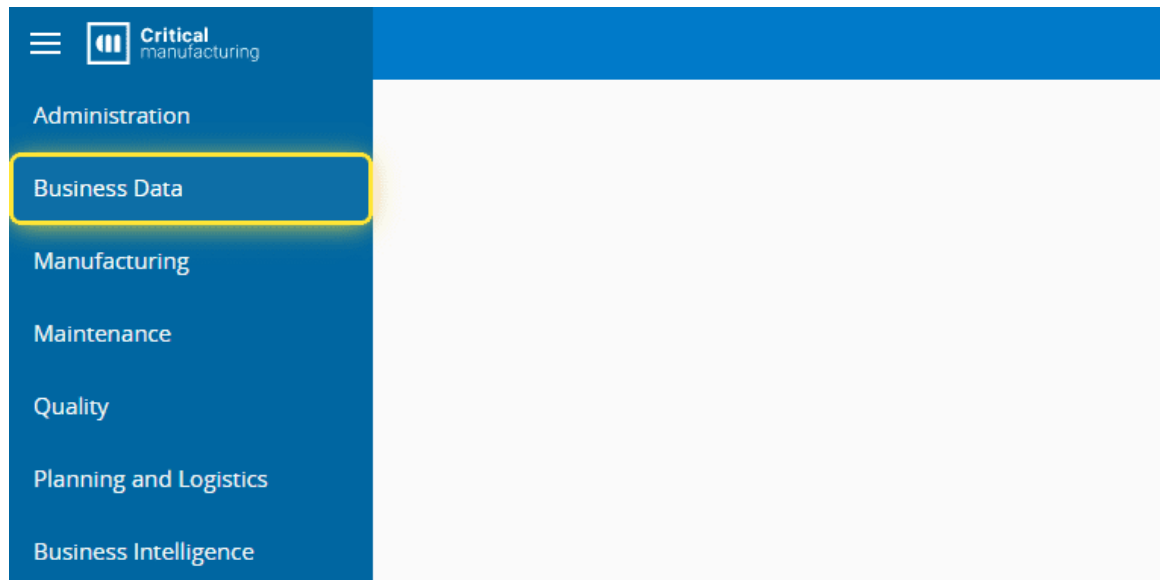 Critical
manufacturing
Administration
Business Data
Manufacturing
Maintenance
Quality
Planning and Logistics
Business Intelligence